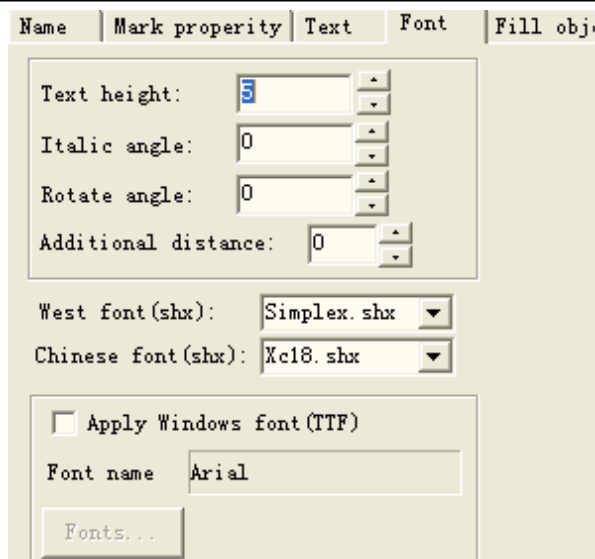 Name Mark properity Text Font Fill obj
Text height: 5
Italic angle: 0
Rotate angle: 0
Additional distance: 0
West font(shx): Simplex.shx
Chinese font(shx): Xc18.shx
Apply Windows font(TTF)
Font name Arial
Fonts...